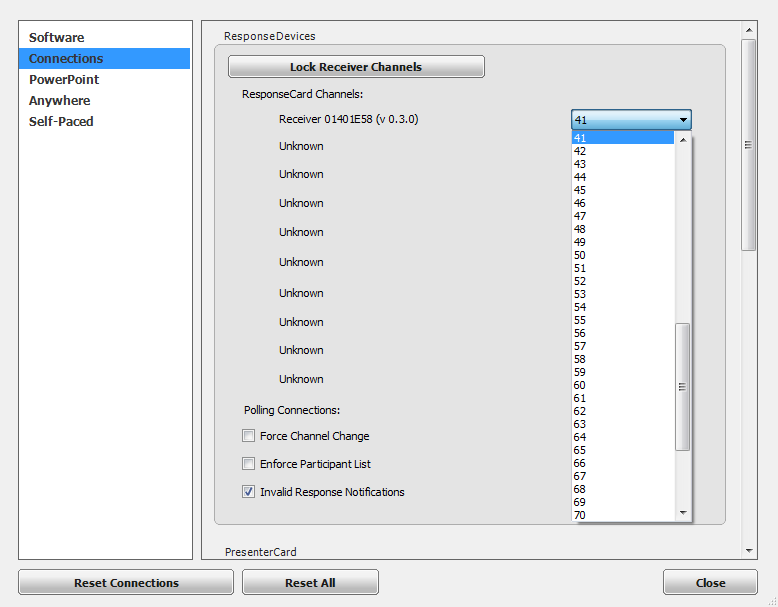 Software
Connections
PowerPoint
Anywhere
Self-Paced
ResponseDevices
Lock Receiver Channels
ResponseCard Channels:
Receiver 01401E58 (v 0.3.0)
41
Unknown
Unknown
Unknown
Unknown
Unknown
Unknown
Unknown
Unknown
Unknown
41
42
43
44
45
46
47
48
49
50
51
52
53
54
55
56
57
58
59
60
61
62
63
64
65
66
67
68
69
70
Polling Connections:
Force Channel Change
Enforce Participant List
Invalid Response Notifications
PresenterCard
Reset Connections
Reset All
Close